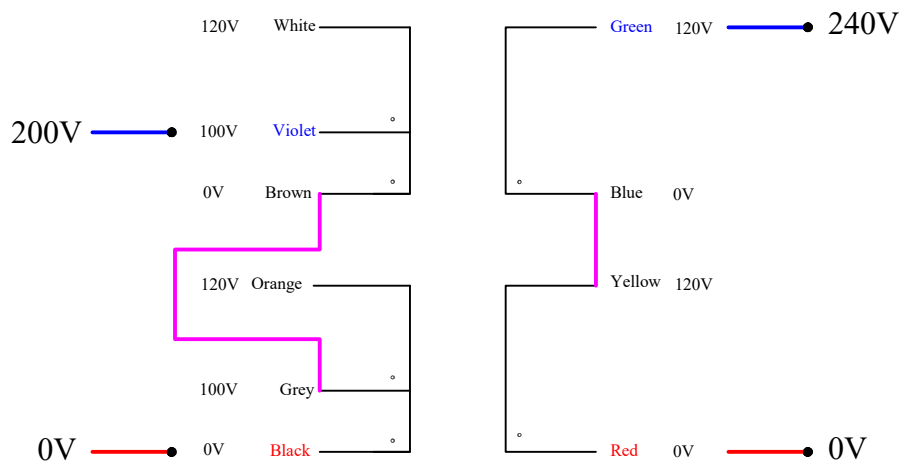 120V White Green 120V 240V
200V 100V Violet
0V Brown Blue 0V
120V Orange Yellow 120V
100V Grey
0V 0V Black Red 0V 0V